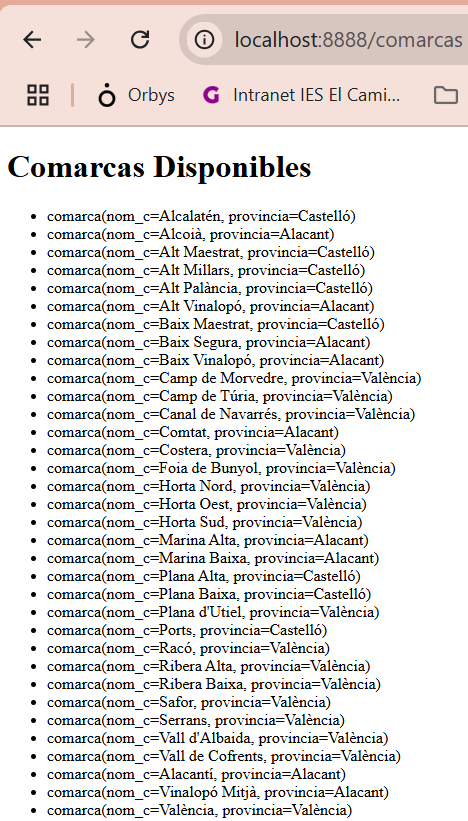 localhost:8888/comarcas
Orbys
Intranet IES El Cami...
Comarcas Disponibles
comarca(nom_c=Alcalatén, provincia=Castelló)
comarca(nom_c=Alcoià, provincia=Alacant)
comarca(nom_c=Alt Maestrat, provincia=Castelló)
comarca(nom_c=Alt Millars, provincia=Castelló)
comarca(nom_c=Alt Palància, provincia=Castelló)
comarca(nom_c=Alt Vinalopó, provincia=Alacant)
comarca(nom_c=Baix Maestrat, provincia=Castelló)
comarca(nom_c=Baix Segura, provincia=Alacant)
comarca(nom_c=Baix Vinalopó, provincia=Alacant)
comarca(nom_c=Camp de Morvedre, provincia=València)
comarca(nom_c=Camp de Túria, provincia=València)
comarca(nom_c=Canal de Navarrés, provincia=València)
comarca(nom_c=Comtat, provincia=Alacant)
comarca(nom_c=Costera, provincia=València)
comarca(nom_c=Foia de Bunyol, provincia=València)
comarca(nom_c=Horta Nord, provincia=València)
comarca(nom_c=Horta Oest, provincia=València)
comarca(nom_c=Horta Sud, provincia=València)
comarca(nom_c=Marina Alta, provincia=Alacant)
comarca(nom_c=Marina Baixa, provincia=Alacant)
comarca(nom_c=Plana Alta, provincia=Castelló)
comarca(nom_c=Plana Baixa, provincia=Castelló)
comarca(nom_c=Plana d'Utiel, provincia=València)
comarca(nom_c=Ports, provincia=Castelló)
comarca(nom_c=Racó, provincia=València)
comarca(nom_c=Ribera Alta, provincia=València)
comarca(nom_c=Ribera Baixa, provincia=València)
comarca(nom_c=Safor, provincia=València)
comarca(nom_c=Serrans, provincia=València)
comarca(nom_c=Vall d'Albaida, provincia=València)
comarca(nom_c=Vall de Cofrents, provincia=València)
comarca(nom_c=Alacantí, provincia=Alacant)
comarca(nom_c=Vinalopó Mitjà, provincia=Alacant)
comarca(nom_c=València, provincia=València)